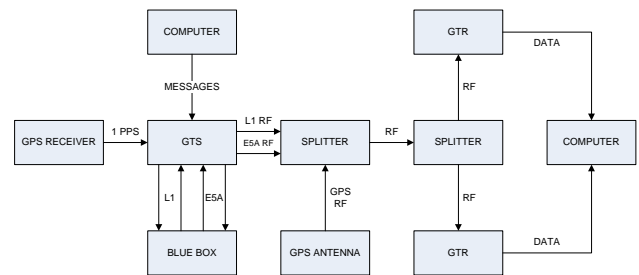 COMPUTER
GTR
DATA
MESSAGES
RF
1 PPS
L1 RF
E5A RF
RF
GPS RECEIVER
GTS
SPLITTER
SPLITTER
COMPUTER
L1
E5A
GPS
RF
RF
BLUE BOX
GPS ANTENNA
GTR
DATA